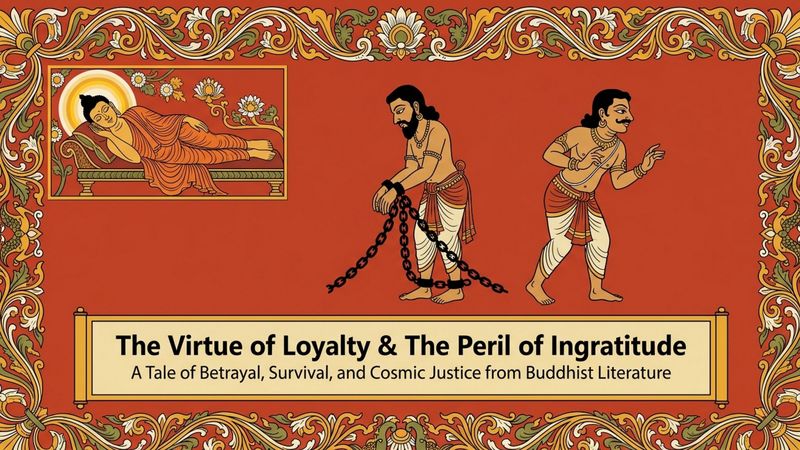 The Virtue of Loyalty & The Peril of Ingratitude
A Tale of Betrayal, Survival, and Cosmic Justice from Buddhist Literature